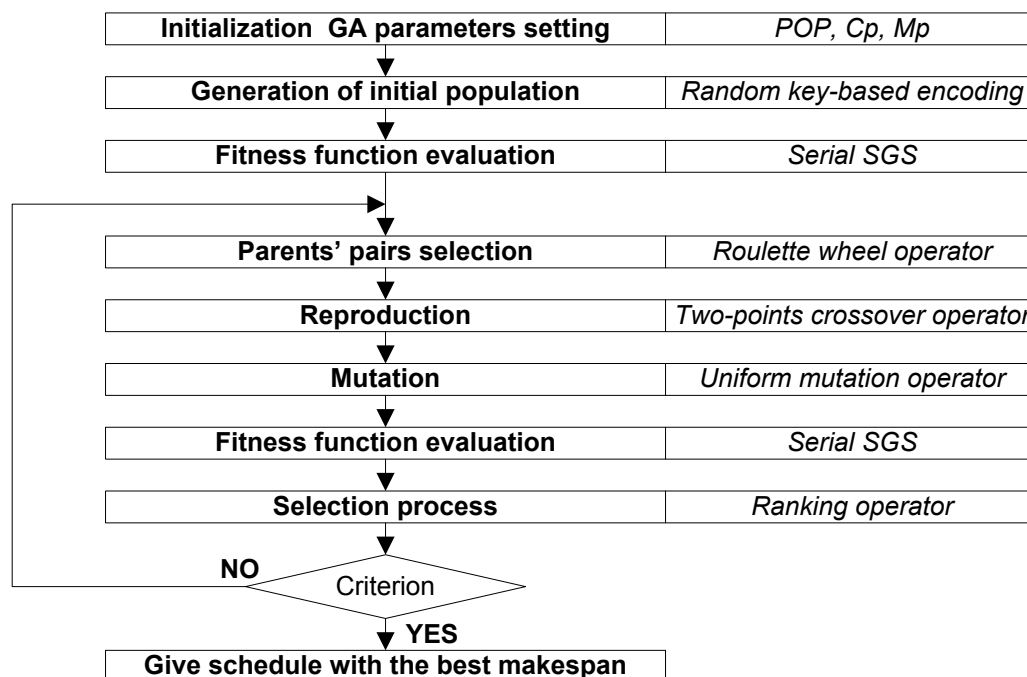 Initialization GA parameters setting POP, Cp, Mp
Generation of initial population Random key-based encoding
Fitness function evaluation Serial SGS
Parents’ pairs selection Roulette wheel operator
Reproduction Two-points crossover operator
Mutation Uniform mutation operator
Fitness function evaluation Serial SGS
Selection process Ranking operator
NO Criterion
YES
Give schedule with the best makespan